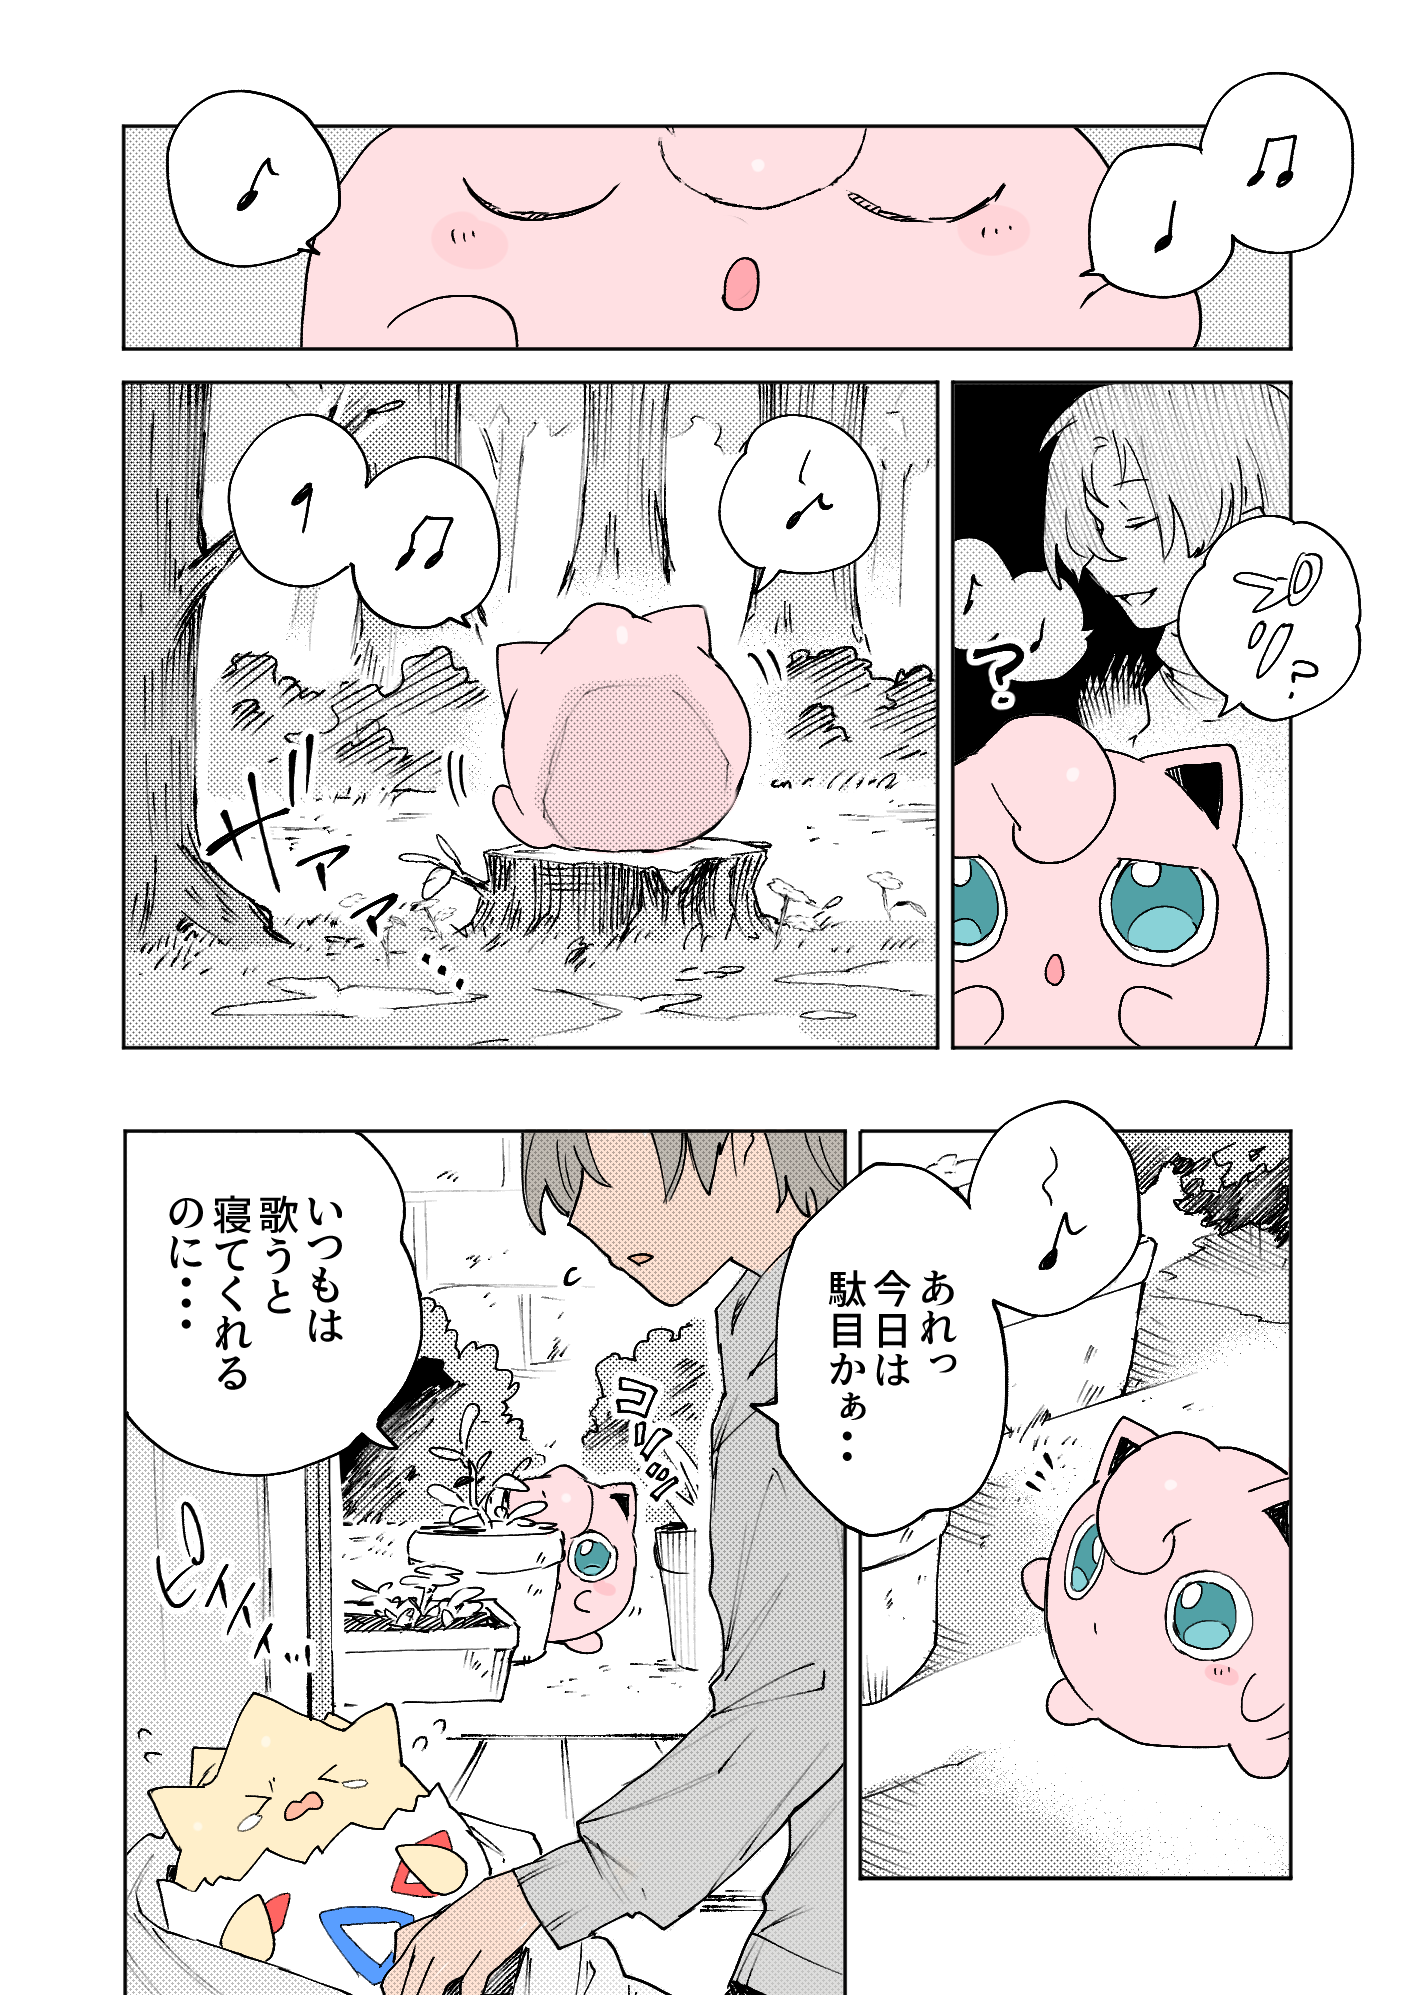 プリ?
?
ザァァ…
あれっ
今日は
駄目かぁ・・
いつもは
歌うと
寝てくれる
のに・・・
コソッ…
ピィィィ…